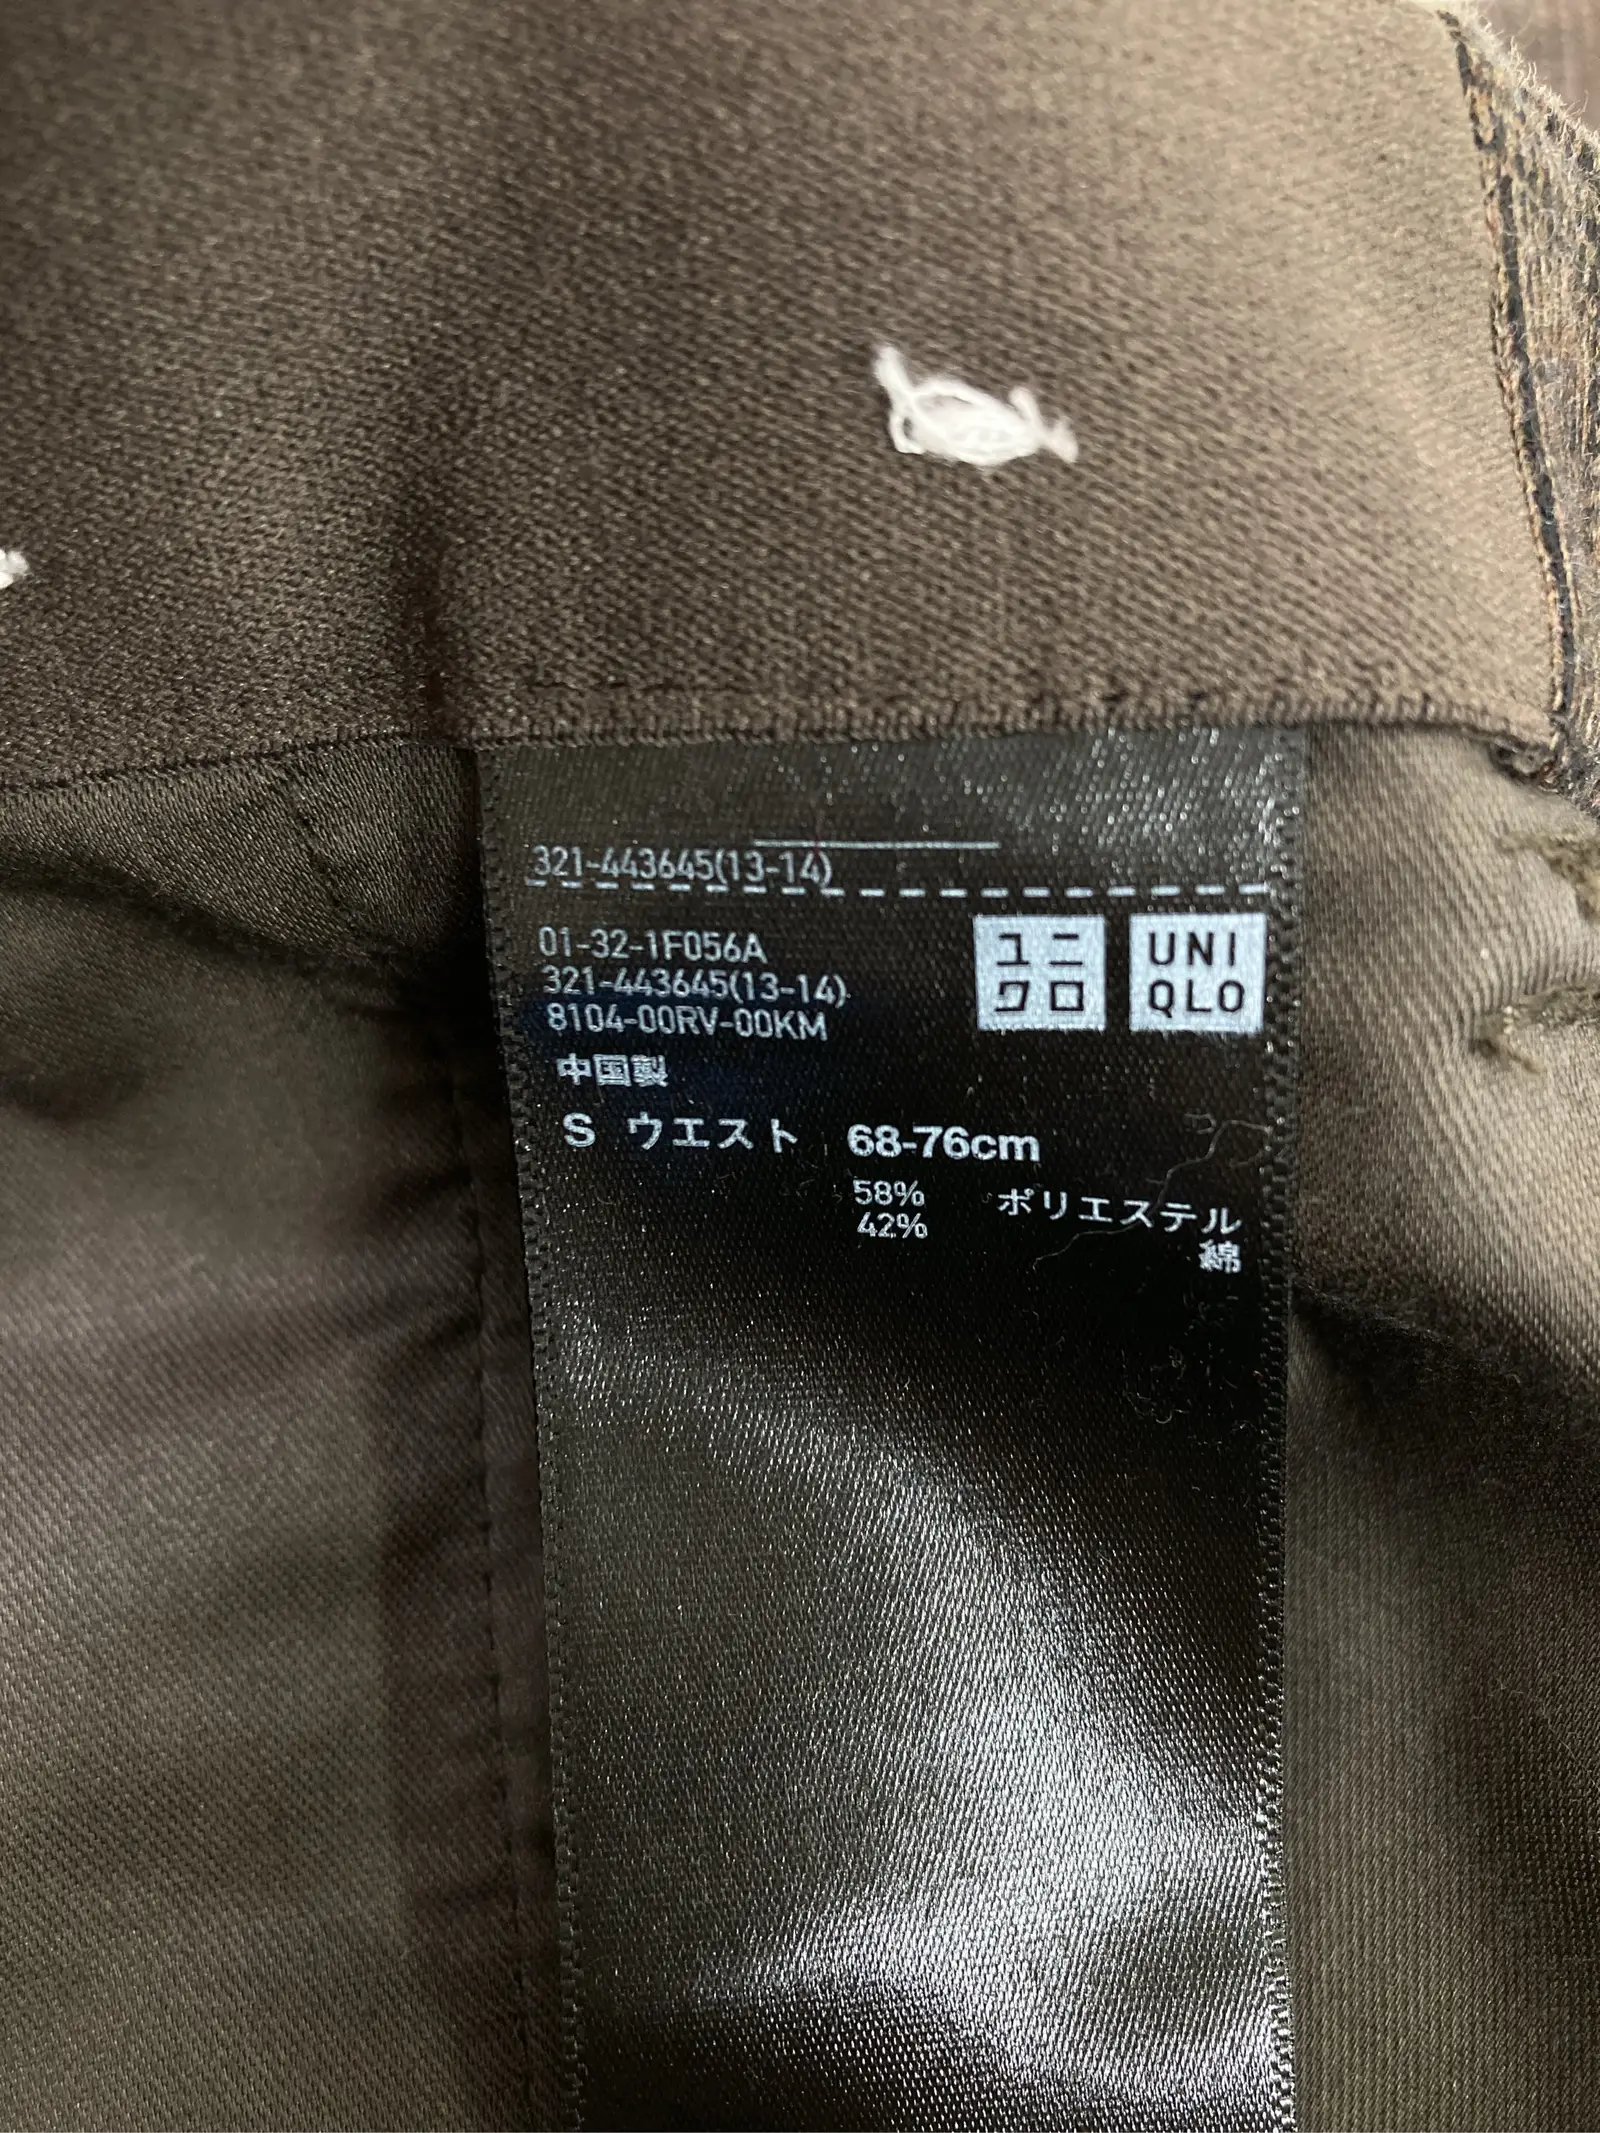 321-443645(13-14)
01-32-1F056A
321-443645(13-14)
8104-00RV-00KM
ユニ
クロ
UNI
QLO
中国製
S ウエスト 68-76cm
58% ポリエステル
42% 綿